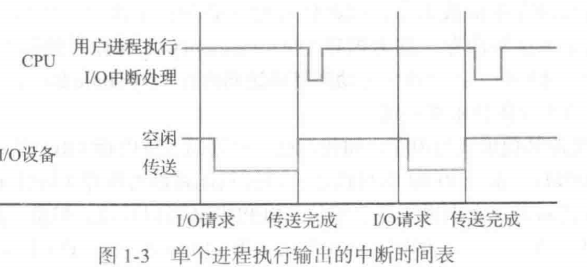 CPU
用户进程执行
I/O中断处理
I/O设备
空闲
传送
I/O请求 传送完成 I/O请求 传送完成
图 1-3 单个进程执行输出的中断时间表